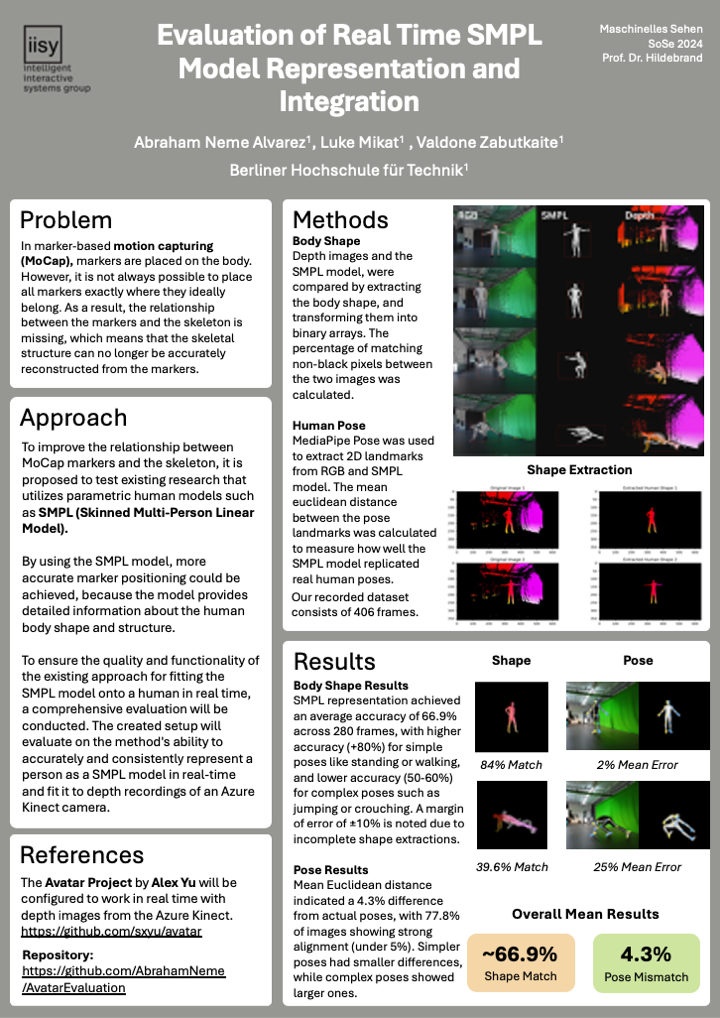 iisy
intelligent
interactive
systems group
Evaluation of Real Time SMPL
Model Representation and
Integration
Maschinelles Sehen
SoSe 2024
Prof. Dr. Hildebrand
Abraham Neme Alvarez¹, Luke Mikat¹ , Valdone Zabutkaite¹
Berliner Hochschule für Technik¹
Problem
In marker-based motion capturing
(MoCap), markers are placed on the body.
However, it is not always possible to place
all markers exactly where they ideally
belong. As a result, the relationship
between the markers and the skeleton is
missing, which means that the skeletal
structure can no longer be accurately
reconstructed from the markers.
Approach
To improve the relationship between
MoCap markers and the skeleton, it is
proposed to test existing research that
utilizes parametric human models such
as SMPL (Skinned Multi-Person Linear
Model).
By using the SMPL model, more
accurate marker positioning could be
achieved, because the model provides
detailed information about the human
body shape and structure.
To ensure the quality and functionality of
the existing approach for fitting the
SMPL model onto a human in real time,
a comprehensive evaluation will be
conducted. The created setup will
evaluate on the method's ability to
accurately and consistently represent a
person as a SMPL model in real-time
and fit it to depth recordings of an Azure
Kinect camera.
References
The Avatar Project by Alex Yu will be
configured to work in real time with
depth images from the Azure Kinect.
https://github.com/sxyu/avatar
Repository:
https://github.com/AbrahamNeme
/AvatarEvaluation
Methods
Body Shape
Depth images and the
SMPL model, were
compared by extracting
the body shape, and
transforming them into
binary arrays. The
percentage of matching
non-black pixels between
the two images was
calculated.
Human Pose
MediaPipe Pose was used
to extract 2D landmarks
from RGB and SMPL
model. The mean
euclidean distance
between the pose
landmarks was calculated
to measure how well the
SMPL model replicated
real human poses.
Our recorded dataset
consists of 406 frames.
RGB
SMPL
Depth
Shape Extraction
Original Image 1
Extracted Human Shape 1
Original Image 2
Extracted Human Shape 2
Results
Body Shape Results
SMPL representation achieved
an average accuracy of 66.9%
across 280 frames, with higher
accuracy (+80%) for simple
poses like standing or walking,
and lower accuracy (50-60%)
for complex poses such as
jumping or crouching. A margin
of error of ±10% is noted due to
incomplete shape extractions.
Pose Results
Mean Euclidean distance
indicated a 4.3% difference
from actual poses, with 77.8%
of images showing strong
alignment (under 5%). Simpler
poses had smaller differences,
while complex poses showed
larger ones.
Shape
Pose
84% Match
2% Mean Error
39.6% Match
25% Mean Error
Overall Mean Results
~66.9%
Shape Match
4.3%
Pose Mismatch